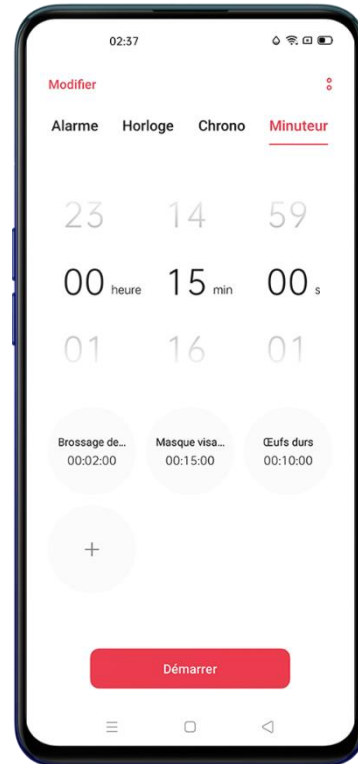 02:37
Modifier
Alarme Horloge Chrono Minuteur
23 14 59
00 heure 15 min 00 s
01 16 01
Brossage de... Masque visa... Œufs durs
00:02:00 00:15:00 00:10:00
+
Démarrer